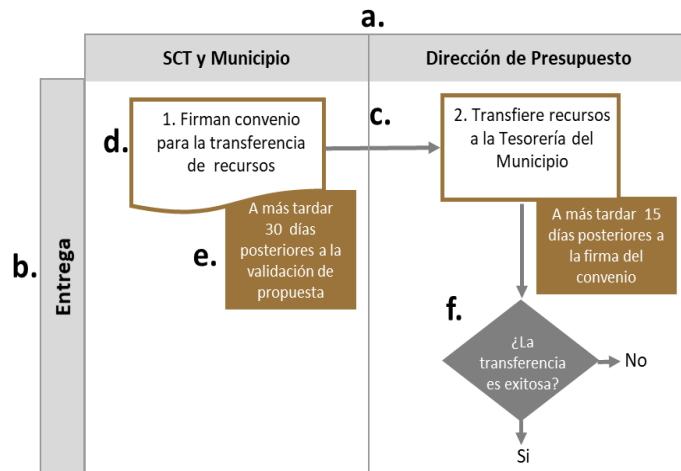 a.
SCT y Municipio
Dirección de Presupuesto
b.
Entrega
d.
1. Firman convenio
para la transferencia
de recursos
c.
2. Transfiere recursos
a la Tesorería del
Municipio
e.
A más tardar
30 días
posteriores a la
validación de
propuesta
A más tardar 15
días posteriores a
la firma del
convenio
f.
¿La
transferencia
es exitosa?
No
Si